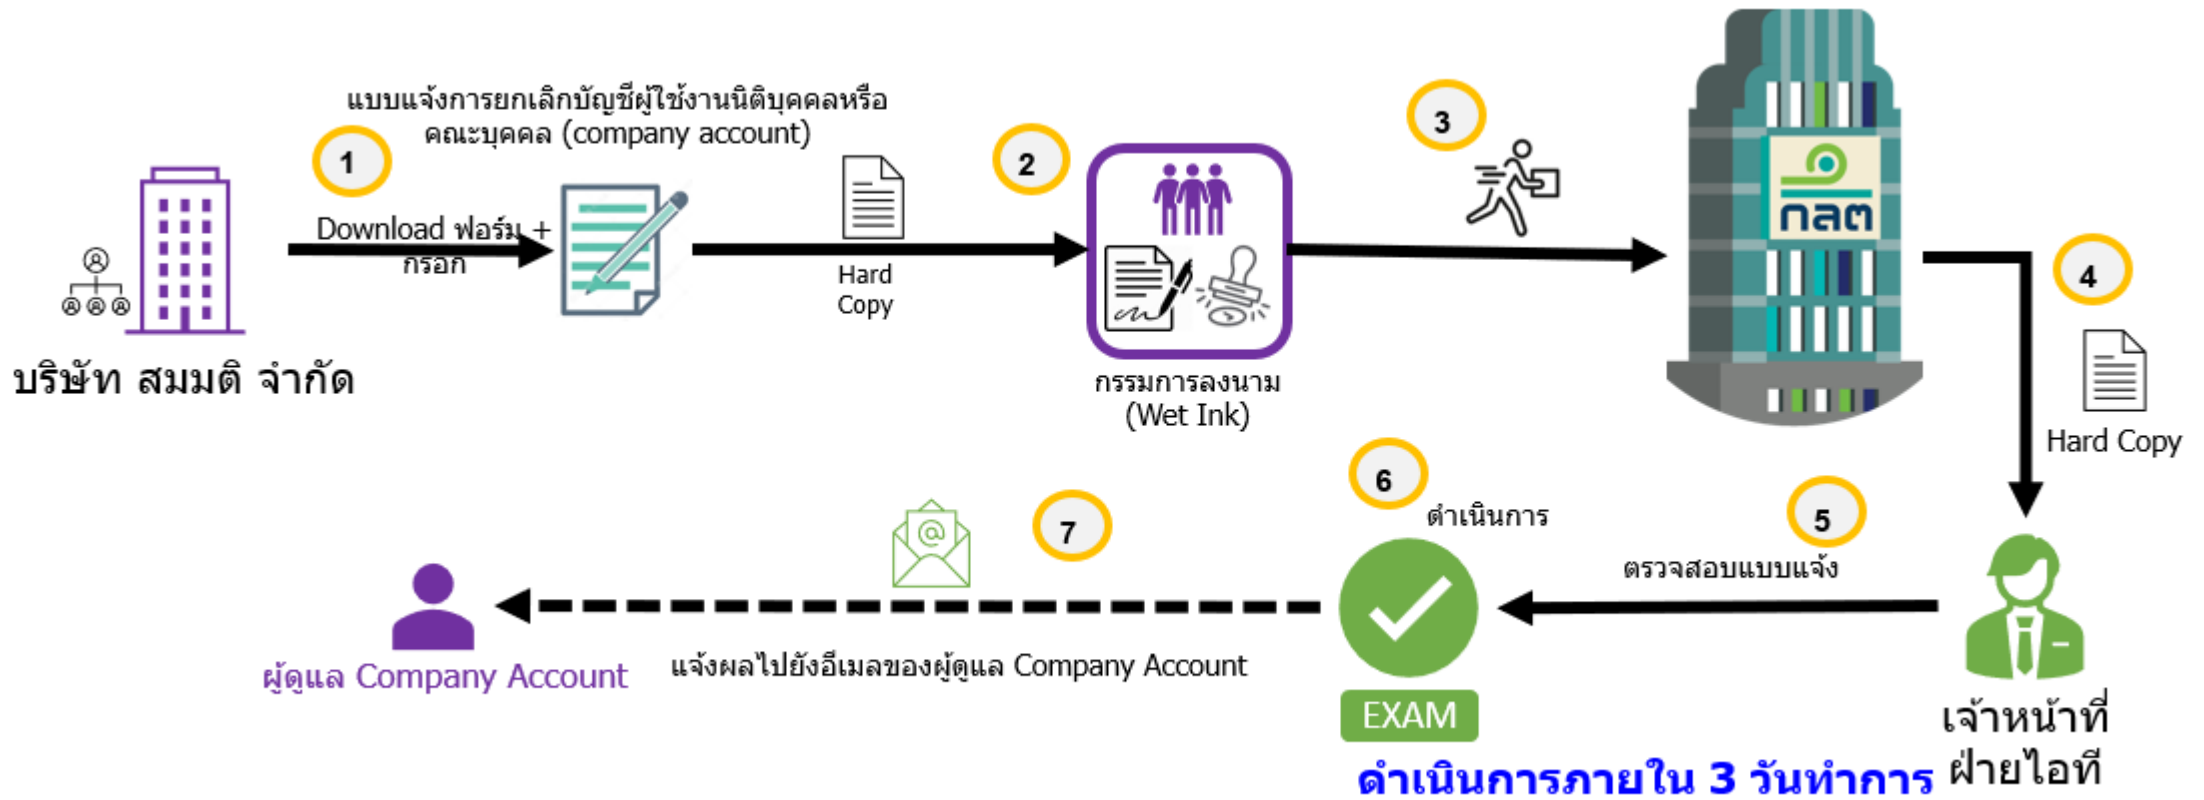 แบบแจ้งการยกเลิกบัญชีผู้ใช้งานนิติบุคคลหรือ
คณะบุคคล (company account)
1
2
3
กลต
Download ฟอร์ม +
กรอก
Hard
Copy
4
บริษัท สมมติ จำกัด
กรรมการลงนาม
(Wet Ink)
Hard Copy
5
ตรวจสอบแบบแจ้ง
6
ดำเนินการ
7
แจ้งผลไปยังอีเมลของผู้ดูแล Company Account
ผู้ดูแล Company Account
EXAM
ดำเนินการภายใน 3 วันทำการ
เจ้าหน้าที่
ฝ่ายไอที